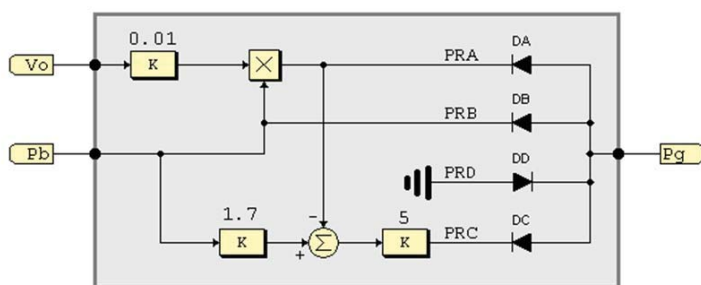 0.01
DA
Vo
K
PRA
DB
PRB
Pb
Pg
DD
PRD
1.7
5
DC
-
K
Σ
K
PRC
+